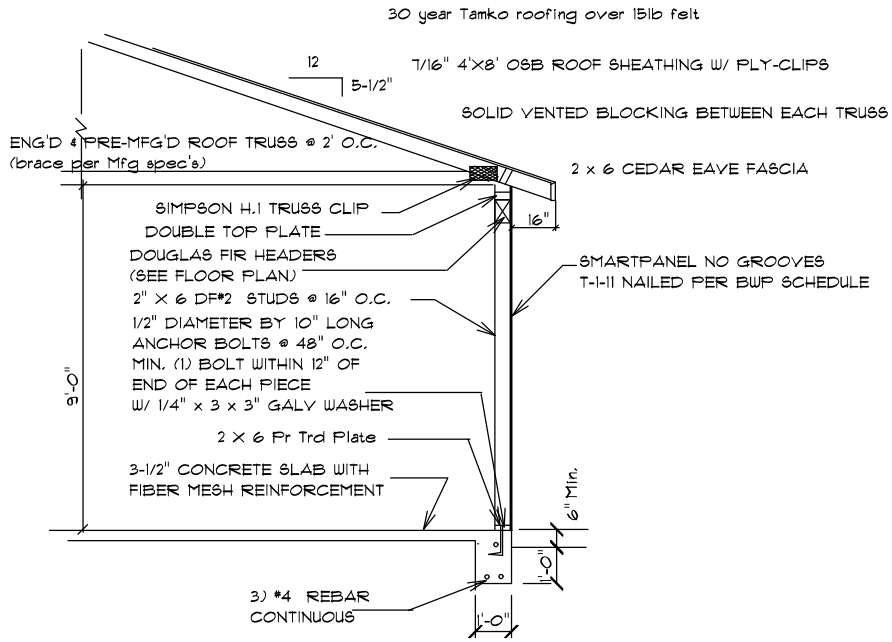 30 year Tamko roofing over 15lb felt
12
5-1/2"
7/16" 4'X8' OSB ROOF SHEATHING W/ PLY-CLIPS
SOLID VENTED BLOCKING BETWEEN EACH TRUSS
ENG'D & PRE-MFG'D ROOF TRUSS @ 2' O.C.
(brace per Mfg spec's)
2 x 6 CEDAR EAVE FASCIA
SIMPSON H.1 TRUSS CLIP
16"
DOUBLE TOP PLATE
DOUGLAS FIR HEADERS
(SEE FLOOR PLAN)
SMARTPANEL NO GROOVES
T-1-11 NAILED PER BWP SCHEDULE
2" X 6 DF#2 STUDS @ 16" O.C.
1/2" DIAMETER BY 10" LONG
ANCHOR BOLTS @ 48" O.C.
MIN. (1) BOLT WITHIN 12" OF
END OF EACH PIECE
W/ 1/4" x 3 x 3" GALV WASHER
9'-0"
2 X 6 Pr Trd Plate
3-1/2" CONCRETE SLAB WITH
FIBER MESH REINFORCEMENT
6" Min.
1'-0"
3) #4 REBAR
CONTINUOUS
1'-0"